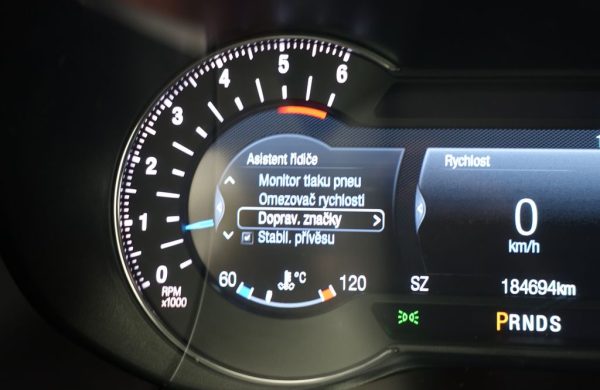 0
1
2
3
4
5
6
RPM
x1000
Asistent řidiče
Monitor tlaku pneu
Omezovač rychlosti
Doprav. značky
Stabil. přívěsu
60 °C 120
Rychlost
0
km/h
SZ 184694km
PRNDS